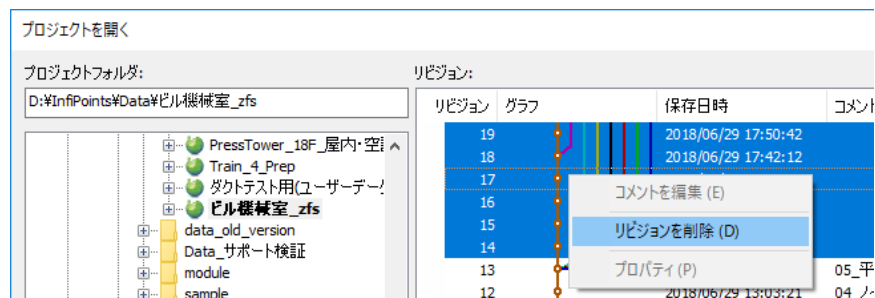 プロジェクトを開く
プロジェクトフォルダ:
リビジョン:
D:¥InfiPoints¥Data¥ビル機械室_zfs
リビジョン グラフ 保存日時 コメント
PressTower_18F_屋内・空
Train_4_Prep
ダクトテスト用(ユーザーデー
ビル機械室_zfs
data_old_version
Data_サポート検証
module
sample
19 2018/06/29 17:50:42
18 2018/06/29 17:42:12
17
16
15
14
13 05_平
12 2018/06/29 13:03:21 04
コメントを編集 (E)
リビジョンを削除 (D)
プロパティ (P)